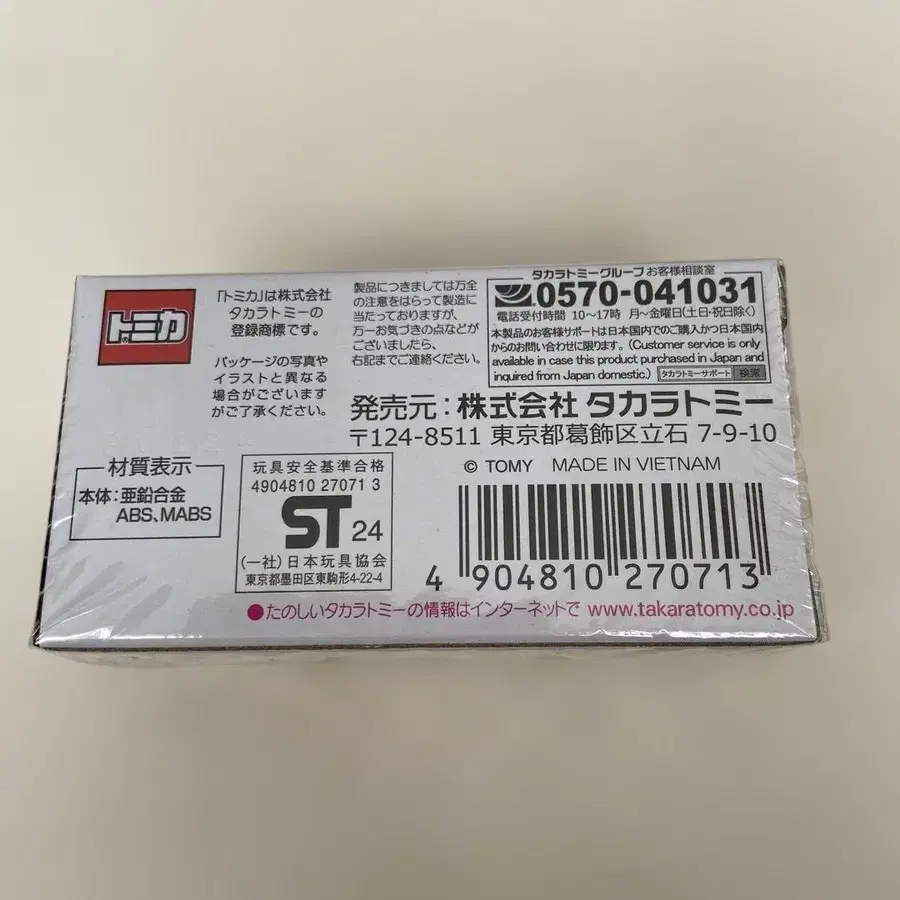 トミカ
「トミカ」は株式会社
タカラトミーの
登録商標です。
パッケージの写真や
イラストと異なる
場合がございます
がご了承ください。
製品につきましては万全
の注意をはらって製造に
当たっておりますが、
万一お気づきの点などが
ございましたら、
右記までご連絡ください。
タカラトミーグループ お客様相談室
0570-041031
電話受付時間 10～17時 月～金曜日(土日・祝日除く)
本製品のお客様サポートは日本国内でのご購入かつ日本国内
からのお問い合わせに限ります。(Customer service is only
available in case this product purchased in Japan and
inquired from Japan domestic.) タカラトミーサポート 検索
発売元：株式会社 タカラトミー
〒124-8511 東京都葛飾区立石 7-9-10
材質表示
本体：亜鉛合金
ABS、MABS
玩具安全基準合格
4904810 27071 3
ST 24
(一社)日本玩具協会
東京都墨田区東駒形4-22-4
© TOMY MADE IN VIETNAM
4 904810 270713
●たのしいタカラトミーの情報はインターネットで www.takaratomy.co.jp